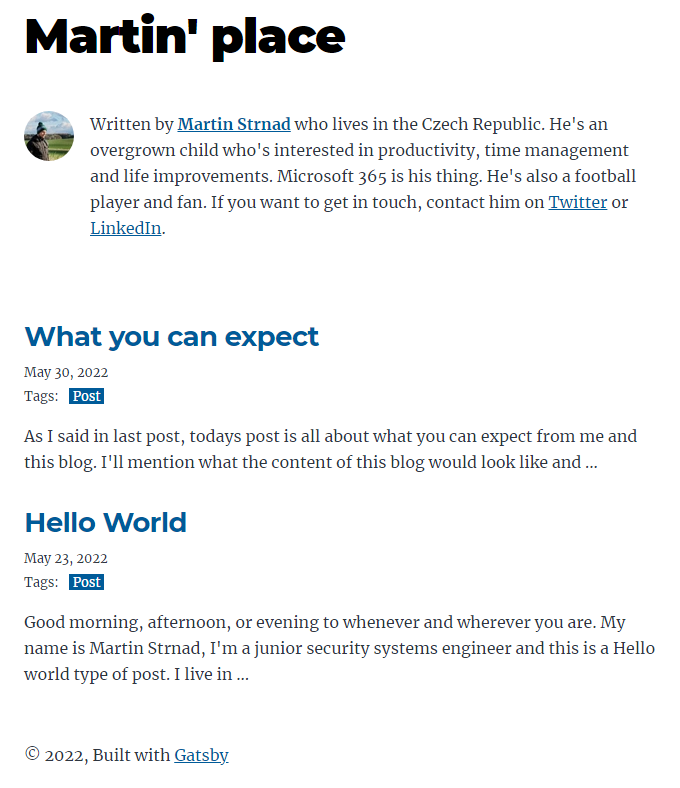 Martin' place
Written by Martin Strnad who lives in the Czech Republic. He's an
overgrown child who's interested in productivity, time management
and life improvements. Microsoft 365 is his thing. He's also a football
player and fan. If you want to get in touch, contact him on Twitter or
LinkedIn.
What you can expect
May 30, 2022
Tags: Post
As I said in last post, todays post is all about what you can expect from me and
this blog. I'll mention what the content of this blog would look like and ...
Hello World
May 23, 2022
Tags: Post
Good morning, afternoon, or evening to whenever and wherever you are. My
name is Martin Strnad, I'm a junior security systems engineer and this is a Hello
world type of post. I live in ...
© 2022, Built with Gatsby